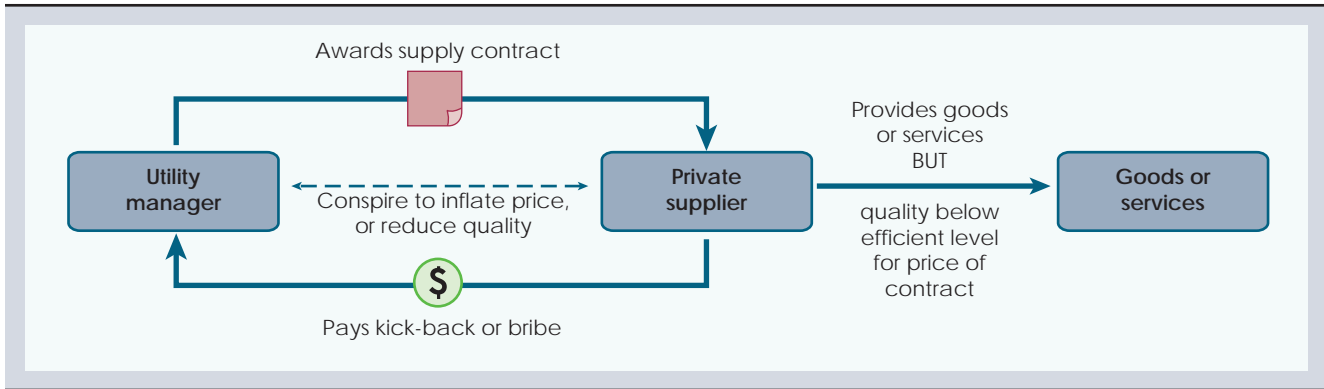 Awards supply contract
Utility
manager
Conspire to inflate price,
or reduce quality
Private
supplier
Provides goods
or services
BUT
quality below
efficient level
for price of
contract
Goods or
services
$
Pays kick-back or bribe